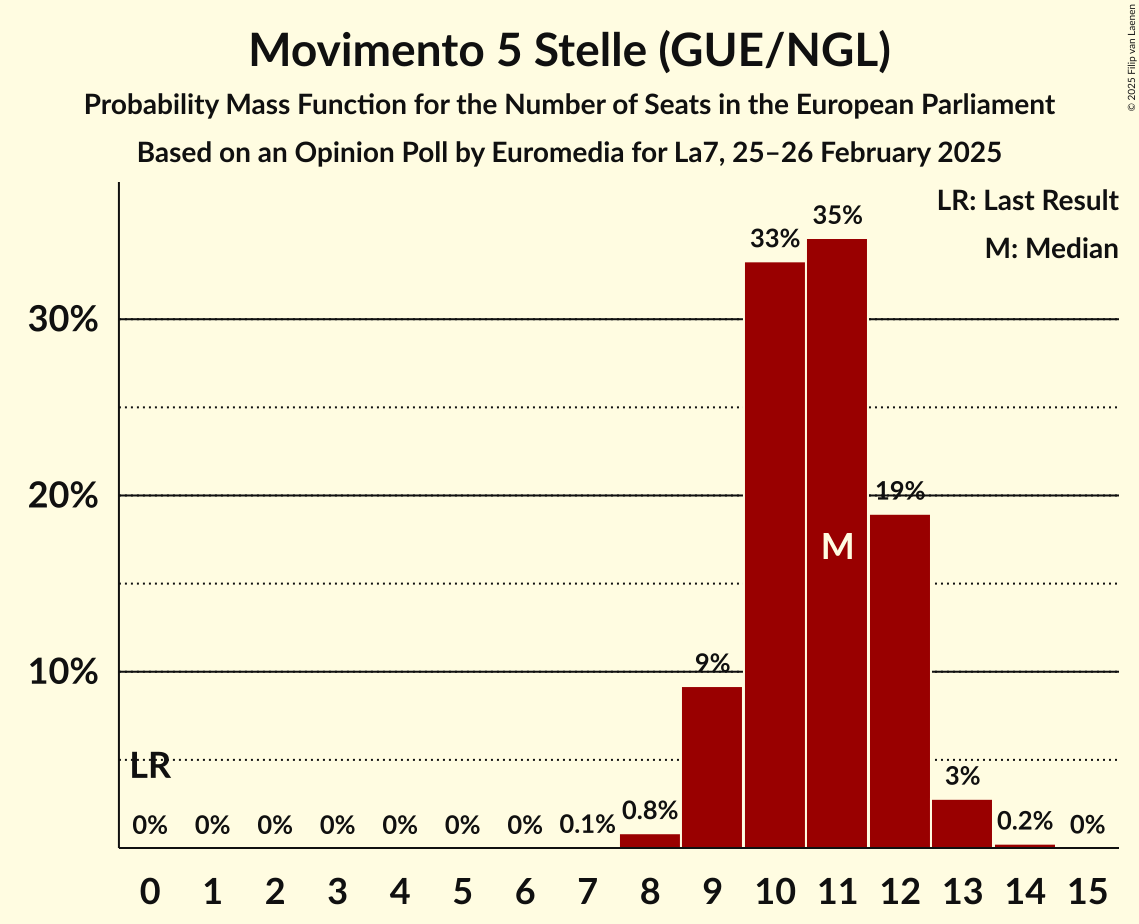 Movimento 5 Stelle (GUE/NGL)
Probability Mass Function for the Number of Seats in the European Parliament
Based on an Opinion Poll by Euromedia for La7, 25–26 February 2025
© 2025 Filip van Laenen
LR: Last Result
M: Median
30%
20%
10%
35%
33%
19%
M
9%
LR
3%
0% 0% 0% 0% 0% 0% 0% 0.1% 0.8% 0.2% 0%
0 1 2 3 4 5 6 7 8 9 10 11 12 13 14 15